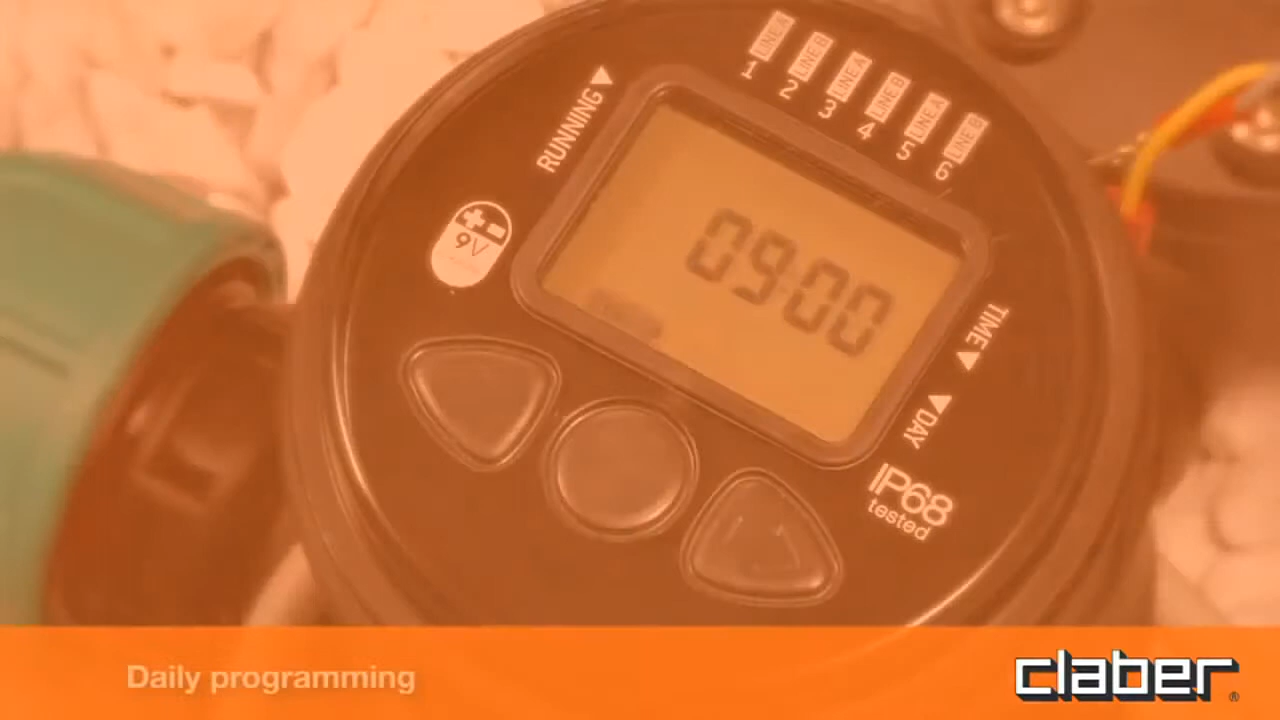 LINE A
LINE B
LINE A
LINE B
LINE A
LINE B
1
2
3
4
5
6
RUNNING
9V
09:00
TIME
DAY
IP68
tested
Daily programming
claber®